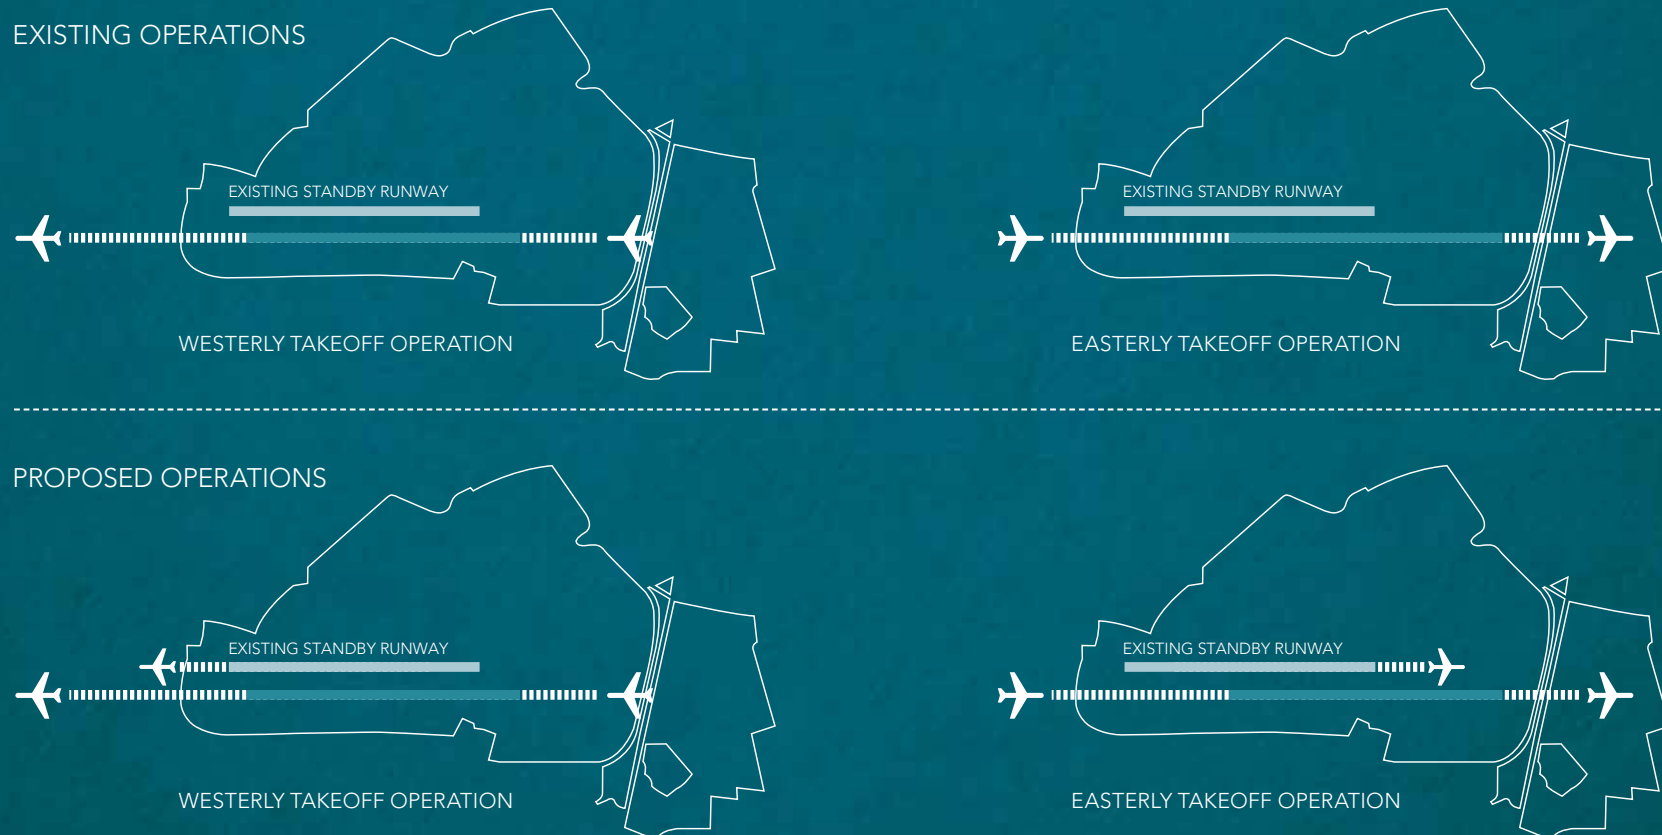 EXISTING OPERATIONS
EXISTING STANDBY RUNWAY
EXISTING STANDBY RUNWAY
WESTERLY TAKEOFF OPERATION
EASTERLY TAKEOFF OPERATION
PROPOSED OPERATIONS
EXISTING STANDBY RUNWAY
EXISTING STANDBY RUNWAY
WESTERLY TAKEOFF OPERATION
EASTERLY TAKEOFF OPERATION